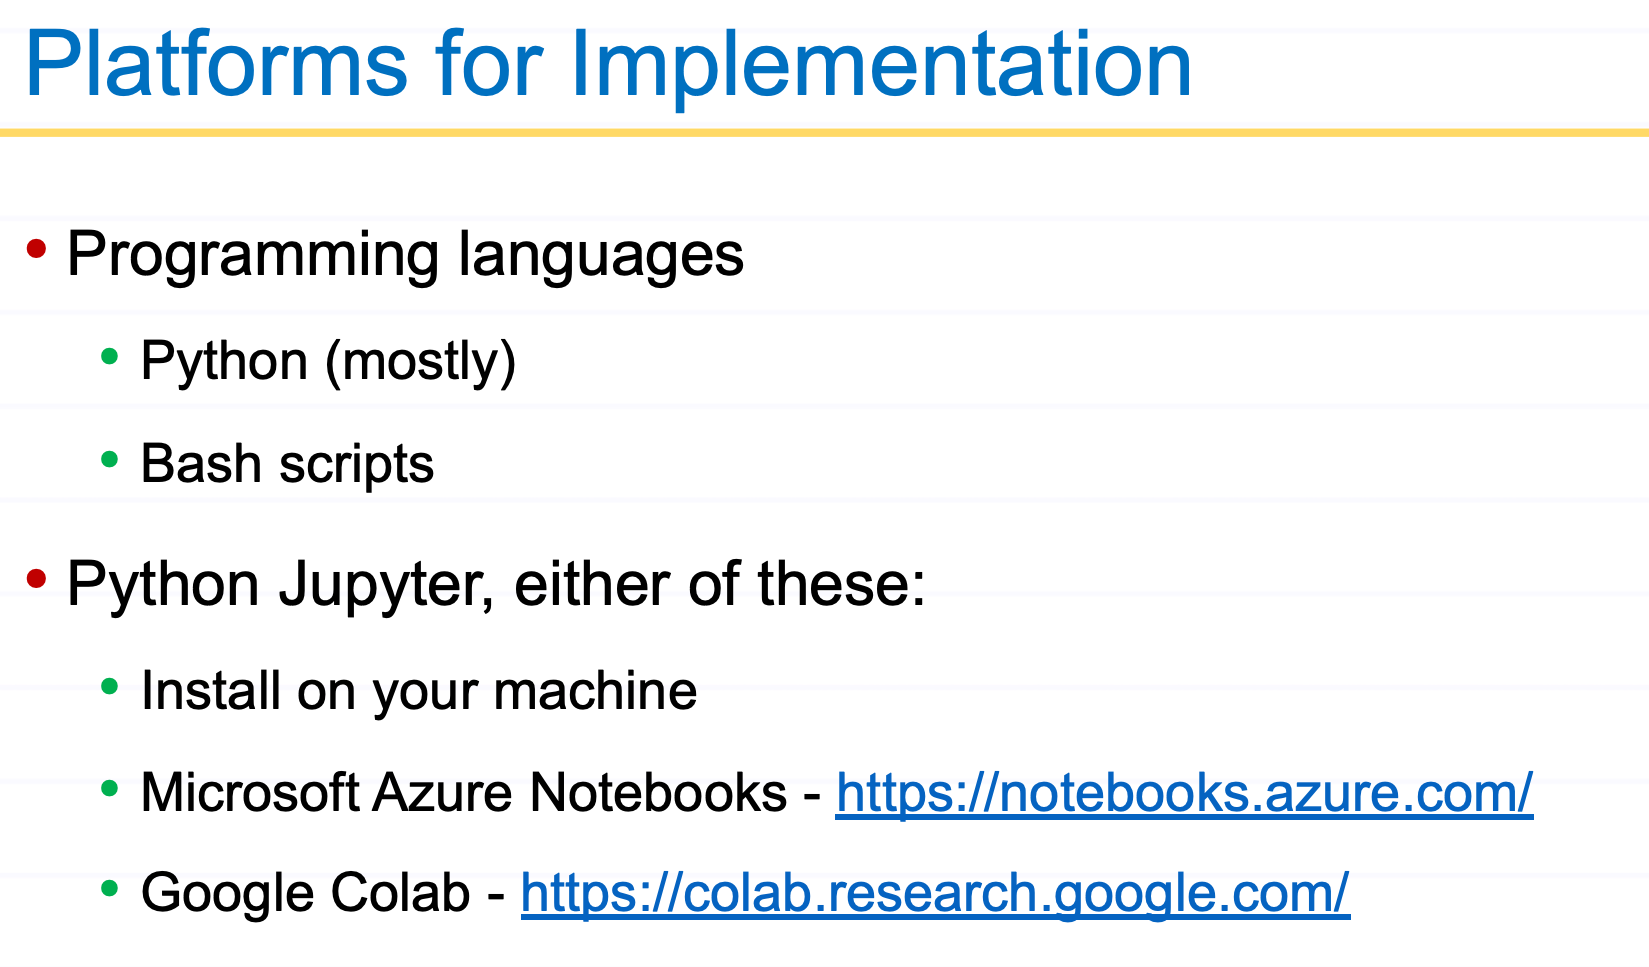 Platforms for Implementation
• Programming languages
• Python (mostly)
• Bash scripts
• Python Jupyter, either of these:
• Install on your machine
• Microsoft Azure Notebooks - https://notebooks.azure.com/
• Google Colab - https://colab.research.google.com/